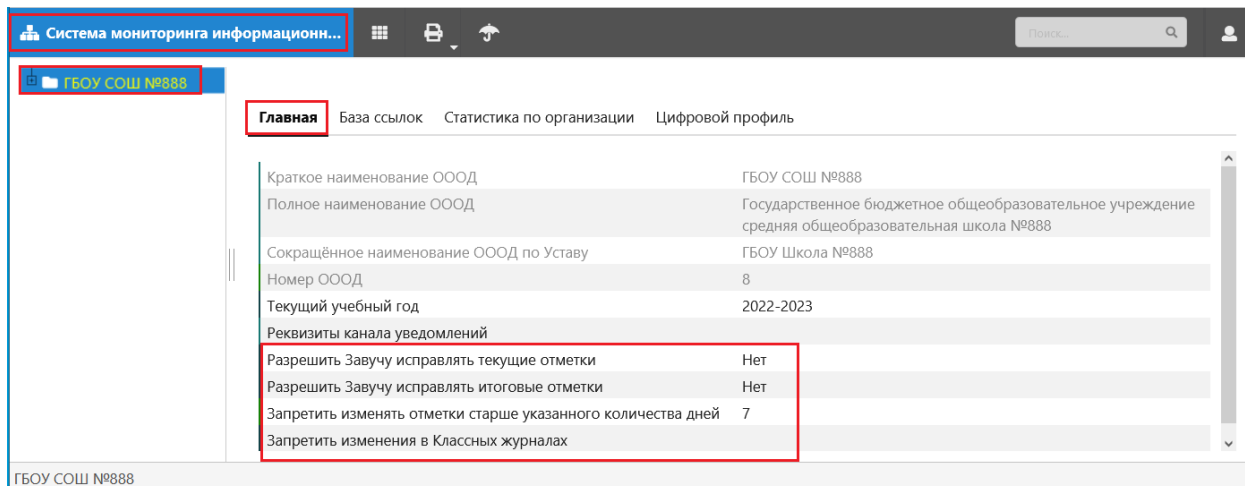 Система мониторинга информационн...
Поиск...
ГБОУ СОШ №888
Главная База ссылок Статистика по организации Цифровой профиль
Краткое наименование ОООД ГБОУ СОШ №888
Полное наименование ОООД Государственное бюджетное общеобразовательное учреждение
средняя общеобразовательная школа №888
Сокращённое наименование ОООД по Уставу ГБОУ Школа №888
Номер ОООД 8
Текущий учебный год 2022-2023
Реквизиты канала уведомлений
Разрешить Завучу исправлять текущие отметки Нет
Разрешить Завучу исправлять итоговые отметки Нет
Запретить изменять отметки старше указанного количества дней 7
Запретить изменения в Классных журналах
ГБОУ СОШ №888